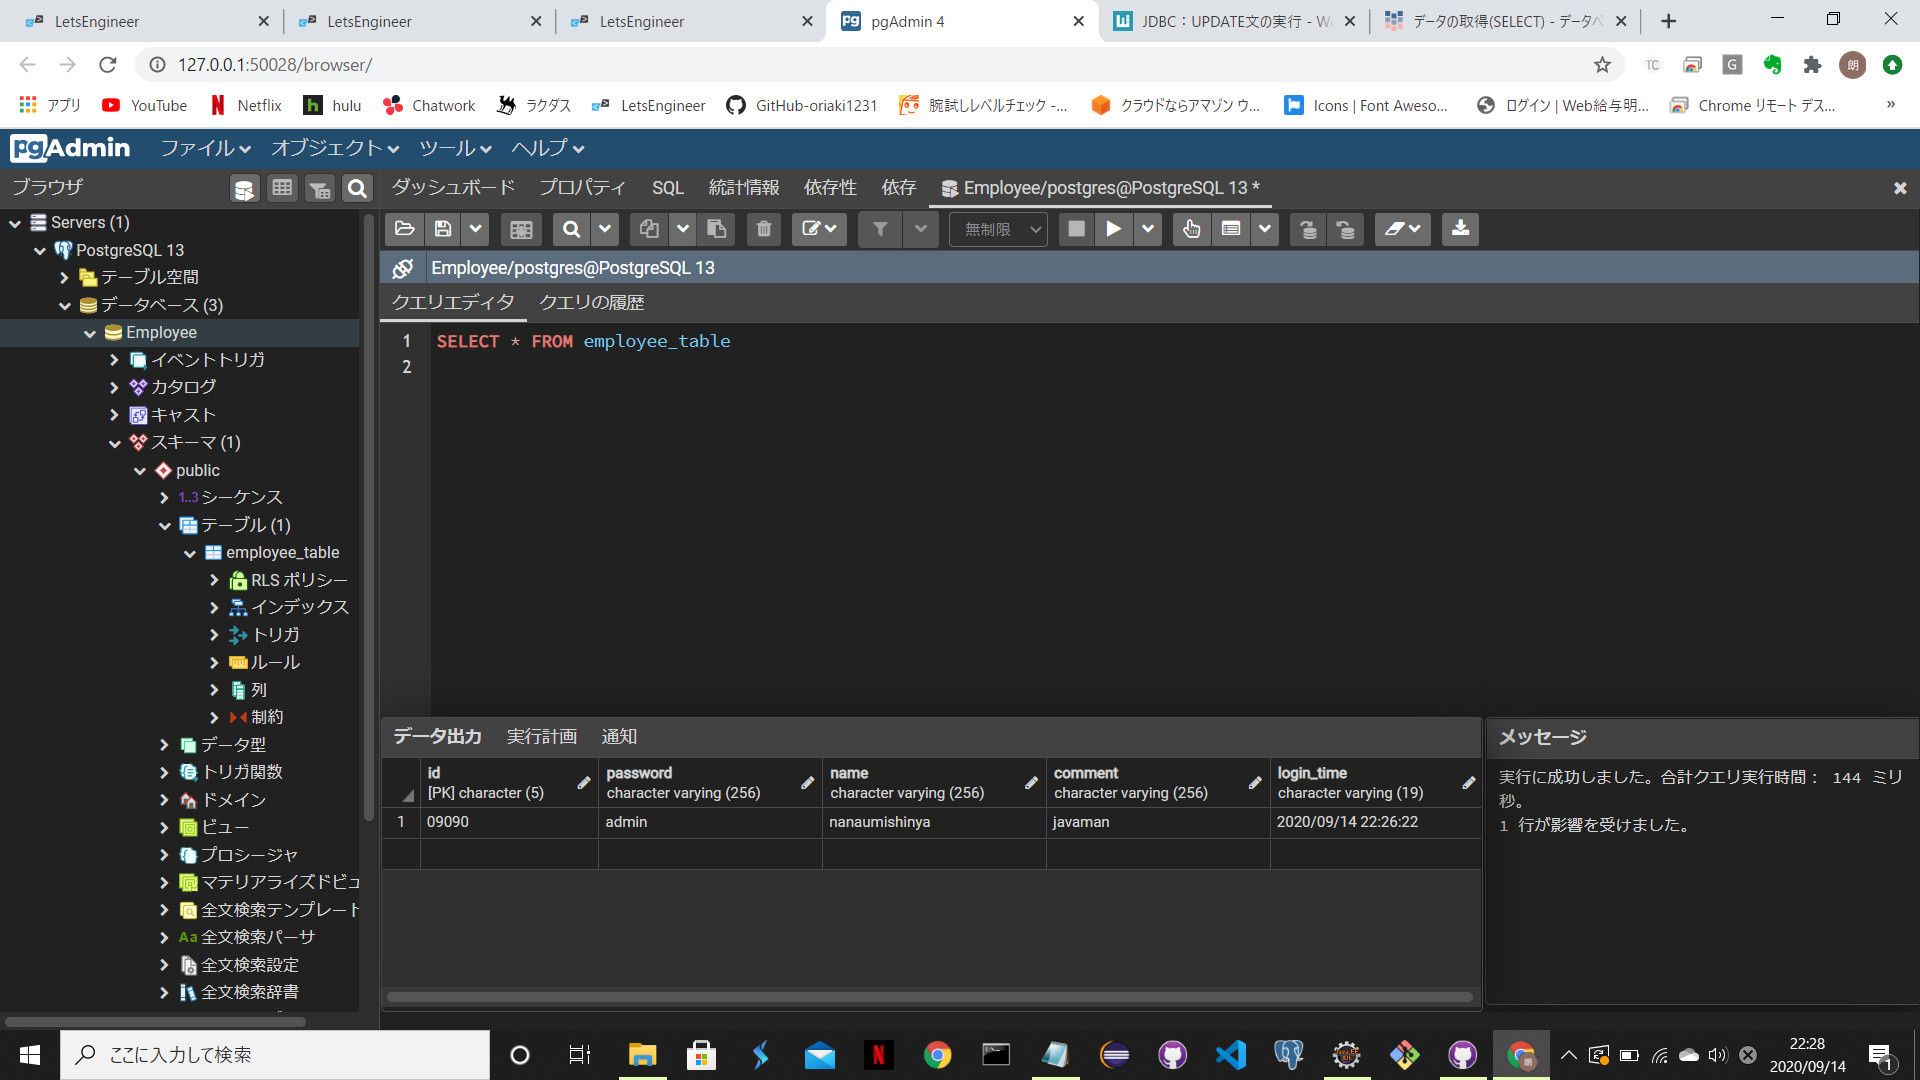 LetsEngineer
LetsEngineer
LetsEngineer
pgAdmin 4
JDBC：UPDATE文の実行 - W
データの取得(SELECT) - データベ
127.0.0.1:50028/browser/
TC
G
朗
アプリ
YouTube
Netflix
hulu
Chatwork
ラクダス
LetsEngineer
GitHub-oriaki1231
腕試しレベルチェック -...
クラウドならアマゾン ウ...
Icons | Font Aweso...
ログイン | Web給与明...
Chrome リモート デス...
»
pgAdmin
ファイル
オブジェクト
ツール
ヘルプ
ブラウザ
ダッシュボード
プロパティ
SQL
統計情報
依存性
依存
Employee/postgres@PostgreSQL 13 *
Servers (1)
PostgreSQL 13
テーブル空間
データベース (3)
Employee
イベントトリガ
カタログ
キャスト
スキーマ (1)
public
1..3 シーケンス
テーブル (1)
employee_table
RLS ポリシー
インデックス
トリガ
ルール
列
制約
データ型
トリガ関数
ドメイン
ビュー
プロシージャ
マテリアライズドビュ
全文検索テンプレート
Aa 全文検索パーサ
全文検索設定
全文検索辞書
無制限
Employee/postgres@PostgreSQL 13
クエリエディタ
クエリの履歴
1 SELECT * FROM employee_table
2
データ出力
実行計画
通知
id
[PK] character (5)
password
character varying (256)
name
character varying (256)
comment
character varying (256)
login_time
character varying (19)
1 09090 admin nanaumishinya javaman 2020/09/14 22:26:22
メッセージ
実行に成功しました。合計クエリ実行時間： 144 ミリ
秒。
1 行が影響を受けました。
ここに入力して検索
22:28
2020/09/14
1